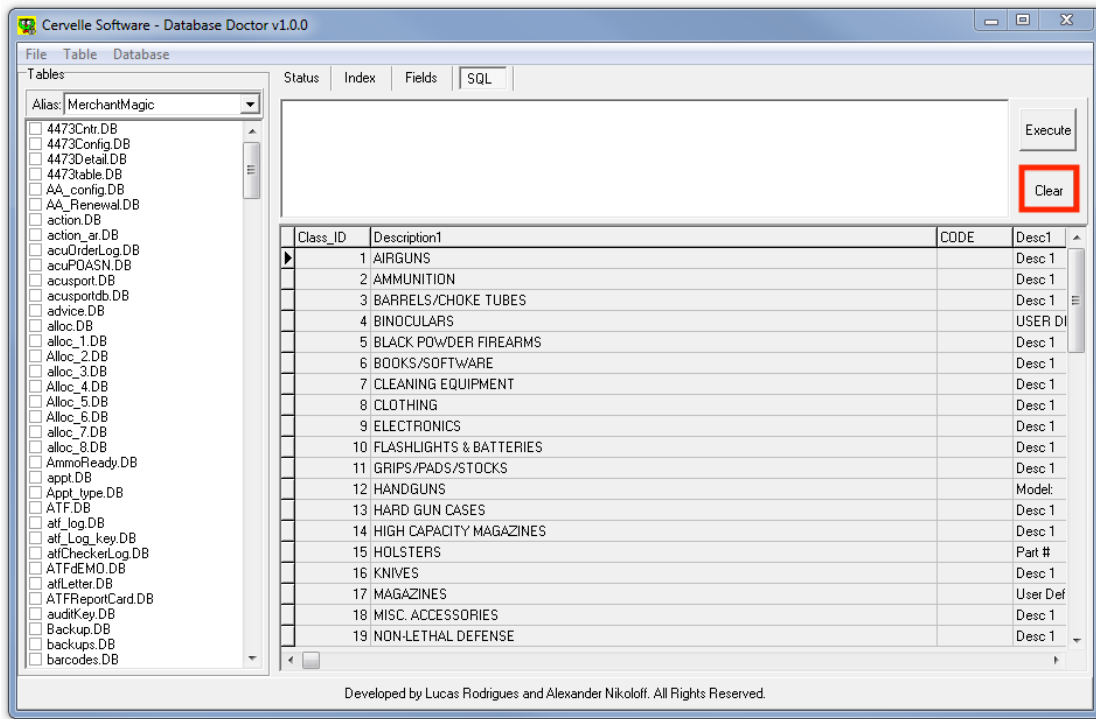 Cervelle Software - Database Doctor v1.0.0
File Table Database
Tables
Alias: MerchantMagic
4473Cntr.DB
4473Config.DB
4473Detail.DB
4473table.DB
AA_config.DB
AA_Renewal.DB
action.DB
action_ar.DB
acuOrderLog.DB
acuPOASN.DB
acusport.DB
acusportdb.DB
advice.DB
alloc.DB
alloc_1.DB
Alloc_2.DB
alloc_3.DB
Alloc_4.DB
Alloc_5.DB
Alloc_6.DB
alloc_7.DB
alloc_8.DB
AmmoReady.DB
appt.DB
Appt_type.DB
ATF.DB
atf_log.DB
atf_Log_key.DB
atfCheckerLog.DB
ATFdEMO.DB
atfLetter.DB
ATFReportCard.DB
auditKey.DB
Backup.DB
backups.DB
barcodes.DB
Status Index Fields SQL
Execute
Clear
Class_ID Description1 CODE Desc1
1 AIRGUNS Desc 1
2 AMMUNITION Desc 1
3 BARRELS/CHOKE TUBES Desc 1
4 BINOCULARS USER DI
5 BLACK POWDER FIREARMS Desc 1
6 BOOKS/SOFTWARE Desc 1
7 CLEANING EQUIPMENT Desc 1
8 CLOTHING Desc 1
9 ELECTRONICS Desc 1
10 FLASHLIGHTS & BATTERIES Desc 1
11 GRIPS/PADS/STOCKS Desc 1
12 HANDGUNS Model:
13 HARD GUN CASES Desc 1
14 HIGH CAPACITY MAGAZINES Desc 1
15 HOLSTERS Part #
16 KNIVES Desc 1
17 MAGAZINES User Def
18 MISC. ACCESSORIES Desc 1
19 NON-LETHAL DEFENSE Desc 1
Developed by Lucas Rodrigues and Alexander Nikoloff. All Rights Reserved.